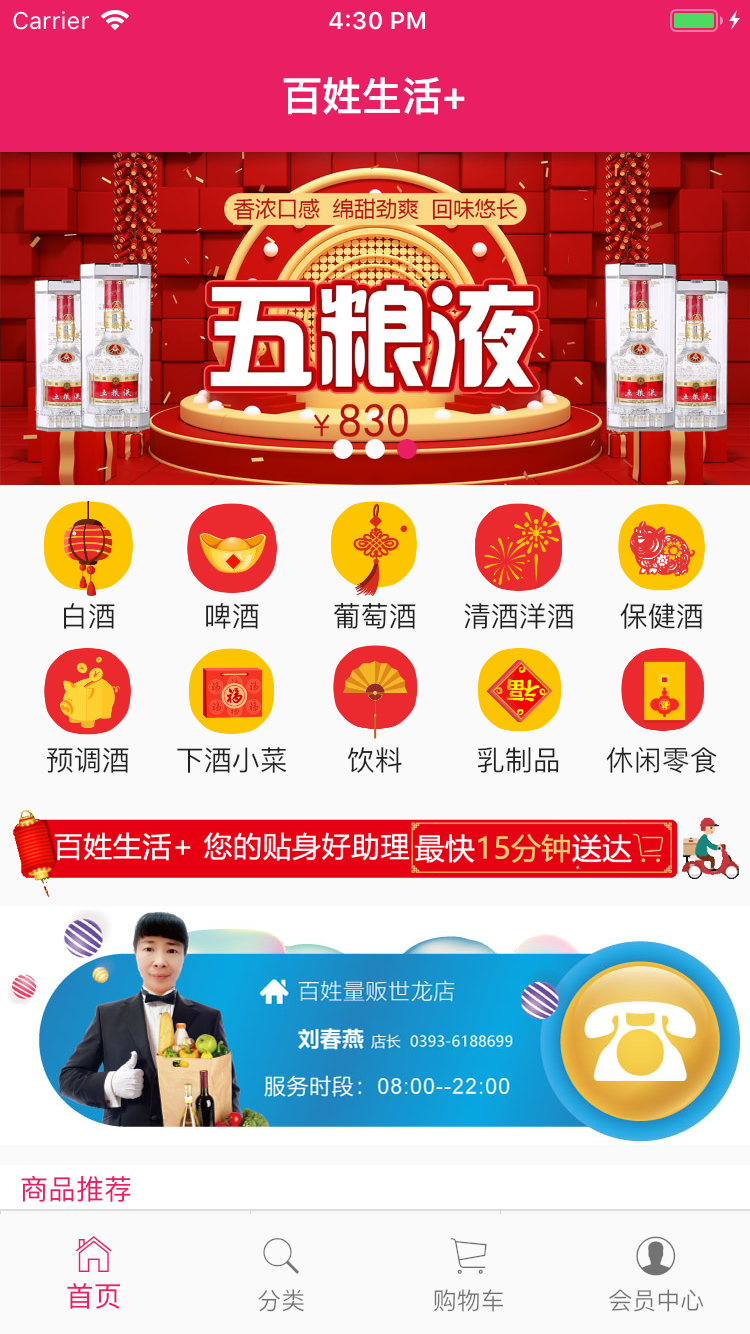 Carrier 4:30 PM
百姓生活+
香浓口感 绵甜劲爽 回味悠长
五粮液
¥830
白酒 啤酒 葡萄酒 清酒洋酒 保健酒
福
预调酒 下酒小菜 饮料 乳制品 休闲零食
百姓生活+ 您的贴身好助理 最快15分钟送达
百姓量贩世龙店
刘春燕 店长 0393-6188699
服务时段：08:00--22:00
商品推荐
首页 分类 购物车 会员中心